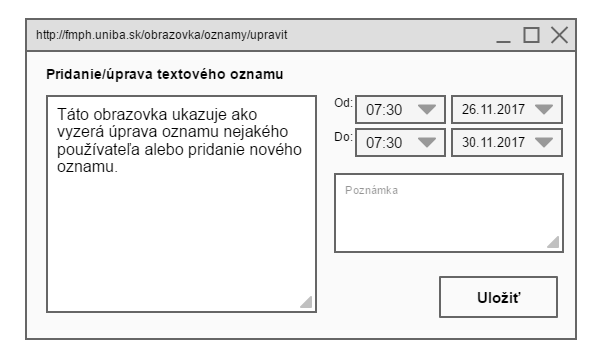 http://fmph.uniba.sk/obrazovka/oznamy/upravit
Pridanie/úprava textového oznamu
Táto obrazovka ukazuje ako
vyzerá úprava oznamu nejakého
používateľa alebo pridanie nového
oznamu.
Od: 07:30 26.11.2017
Do: 07:30 30.11.2017
Poznámka
Uložiť